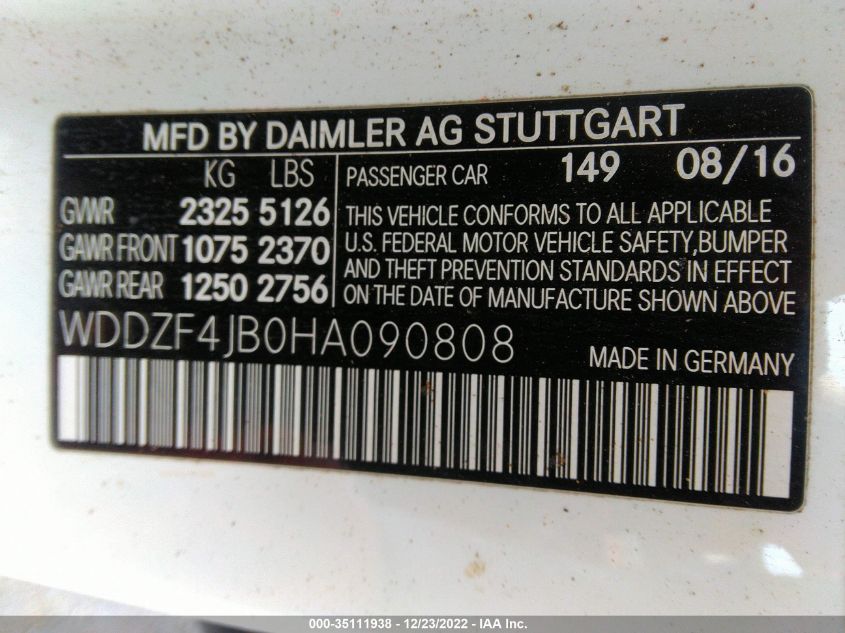 MFD BY DAIMLER AG STUTTGART
KG LBS
GVWR 2325 5126
GAWR FRONT 1075 2370
GAWR REAR 1250 2756
PASSENGER CAR 149 08/16
THIS VEHICLE CONFORMS TO ALL APPLICABLE
U.S. FEDERAL MOTOR VEHICLE SAFETY,BUMPER
AND THEFT PREVENTION STANDARDS IN EFFECT
ON THE DATE OF MANUFACTURE SHOWN ABOVE
WDDZF4JB0HA090808
MADE IN GERMANY
000-35111938 - 12/23/2022 - IAA Inc.